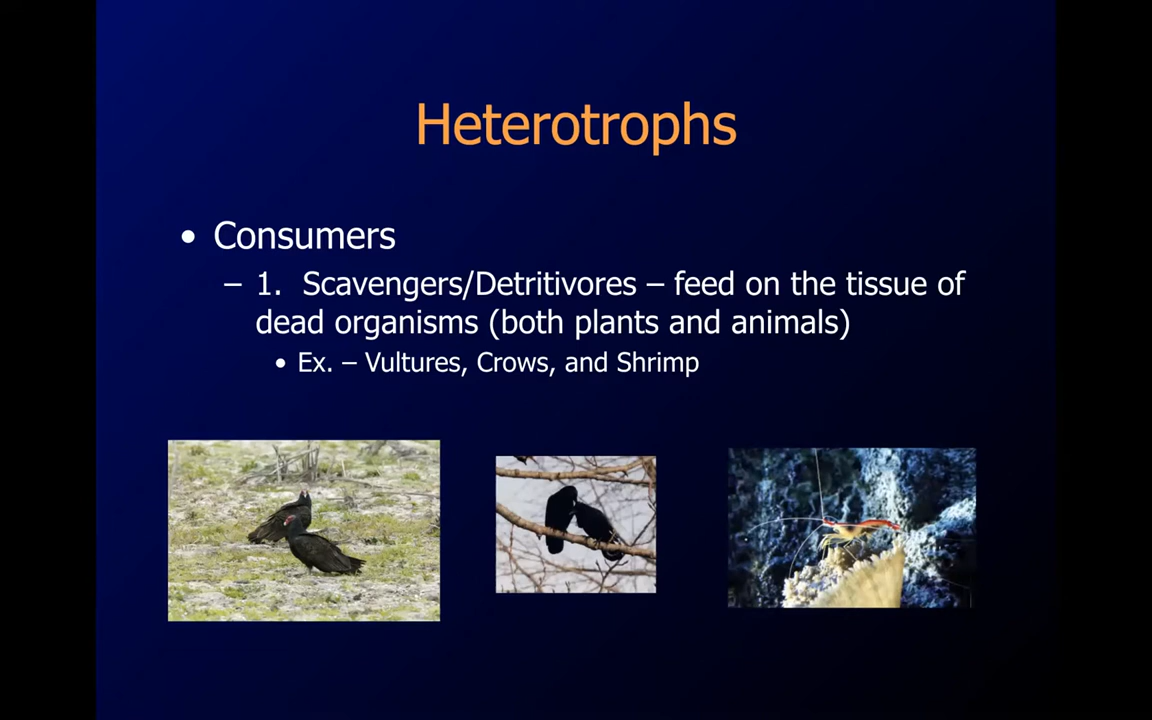 Heterotrophs
• Consumers
– 1. Scavengers/Detritivores – feed on the tissue of
dead organisms (both plants and animals)
• Ex. – Vultures, Crows, and Shrimp